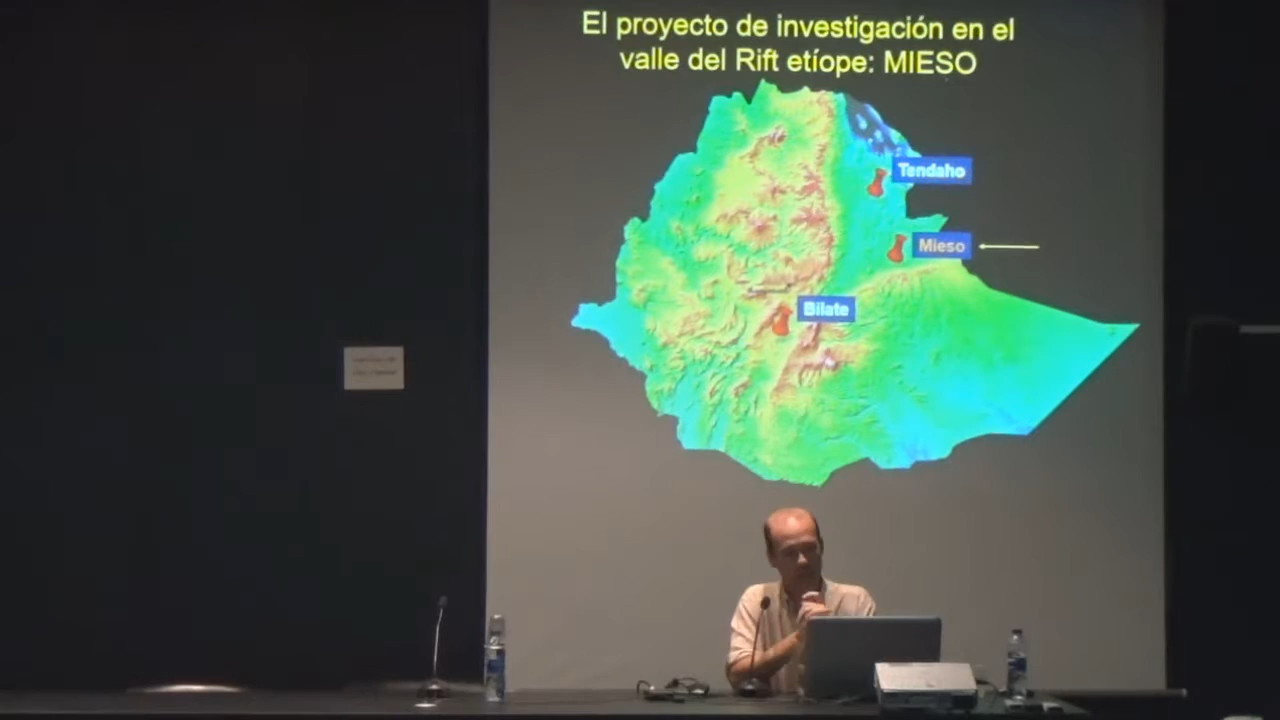 El proyecto de investigación en el
valle del Rift etíope: MIESO
Tendaho
Mieso
Bilate